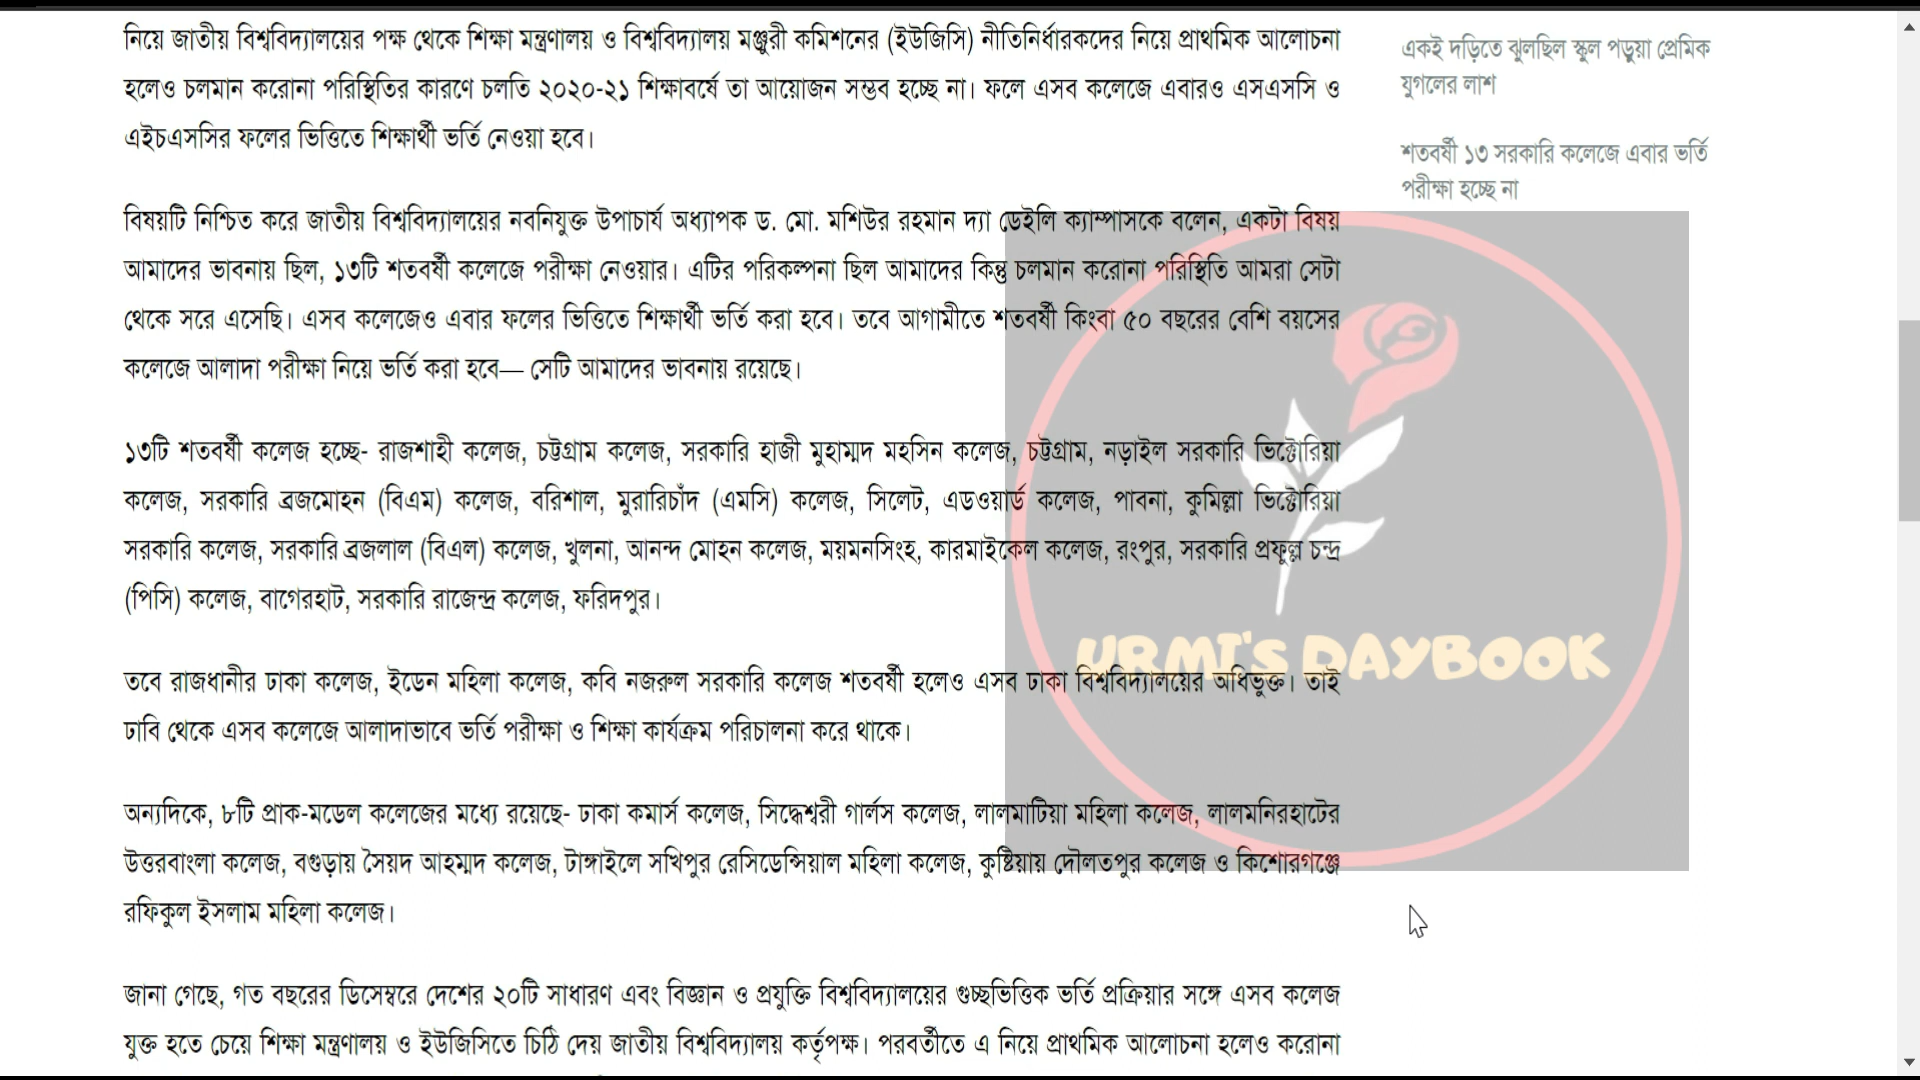 নিয়ে জাতীয় বিশ্ববিদ্যালয়ের পক্ষ থেকে শিক্ষা মন্ত্রণালয় ও বিশ্ববিদ্যালয় মঞ্জুরী কমিশনের (ইউজিসি) নীতিনির্ধারকদের নিয়ে প্রাথমিক আলোচনা
হলেও চলমান করোনা পরিস্থিতির কারণে চলতি ২০২০-২১ শিক্ষাবর্ষে তা আয়োজন সম্ভব হচ্ছে না। ফলে এসব কলেজে এবারও এসএসসি ও
এইচএসসির ফলের ভিত্তিতে শিক্ষার্থী ভর্তি নেওয়া হবে।
বিষয়টি নিশ্চিত করে জাতীয় বিশ্ববিদ্যালয়ের নবনিযুক্ত উপাচার্য অধ্যাপক ড. মো. মশিউর রহমান দ্যা ডেইলি ক্যাম্পাসকে বলেন, একটা বিষয়
আমাদের ভাবনায় ছিল, ১৩টি শতবর্ষী কলেজে পরীক্ষা নেওয়ার। এটির পরিকল্পনা ছিল আমাদের কিন্তু চলমান করোনা পরিস্থিতি আমরা সেটা
থেকে সরে এসেছি। এসব কলেজেও এবার ফলের ভিত্তিতে শিক্ষার্থী ভর্তি করা হবে। তবে আগামীতে শতবর্ষী কিংবা ৫০ বছরের বেশি বয়সের
কলেজে আলাদা পরীক্ষা নিয়ে ভর্তি করা হবে— সেটি আমাদের ভাবনায় রয়েছে।
১৩টি শতবর্ষী কলেজ হচ্ছে- রাজশাহী কলেজ, চট্টগ্রাম কলেজ, সরকারি হাজী মুহাম্মদ মহসিন কলেজ, চট্টগ্রাম, নড়াইল সরকারি ভিক্টোরিয়া
কলেজ, সরকারি ব্রজমোহন (বিএম) কলেজ, বরিশাল, মুরারিচাঁদ (এমসি) কলেজ, সিলেট, এডওয়ার্ড কলেজ, পাবনা, কুমিল্লা ভিক্টোরিয়া
সরকারি কলেজ, সরকারি ব্রজলাল (বিএল) কলেজ, খুলনা, আনন্দ মোহন কলেজ, ময়মনসিংহ, কারমাইকেল কলেজ, রংপুর, সরকারি প্রফুল্ল চন্দ্র
(পিসি) কলেজ, বাগেরহাট, সরকারি রাজেন্দ্র কলেজ, ফরিদপুর।
তবে রাজধানীর ঢাকা কলেজ, ইডেন মহিলা কলেজ, কবি নজরুল সরকারি কলেজ শতবর্ষী হলেও এসব ঢাকা বিশ্ববিদ্যালয়ের অধিভুক্ত। তাই
ঢাবি থেকে এসব কলেজে আলাদাভাবে ভর্তি পরীক্ষা ও শিক্ষা কার্যক্রম পরিচালনা করে থাকে।
অন্যদিকে, ৮টি প্রাক-মডেল কলেজের মধ্যে রয়েছে- ঢাকা কমার্স কলেজ, সিদ্ধেশ্বরী গার্লস কলেজ, লালমাটিয়া মহিলা কলেজ, লালমনিরহাটের
উত্তরবাংলা কলেজ, বগুড়ায় সৈয়দ আহম্মদ কলেজ, টাঙ্গাইলে সখিপুর রেসিডেন্সিয়াল মহিলা কলেজ, কুষ্টিয়ায় দৌলতপুর কলেজ ও কিশোরগঞ্জে
রফিকুল ইসলাম মহিলা কলেজ।
জানা গেছে, গত বছরের ডিসেম্বরে দেশের ২০টি সাধারণ এবং বিজ্ঞান ও প্রযুক্তি বিশ্ববিদ্যালয়ের গুচ্ছভিত্তিক ভর্তি প্রক্রিয়ার সঙ্গে এসব কলেজ
যুক্ত হতে চেয়ে শিক্ষা মন্ত্রণালয় ও ইউজিসিতে চিঠি দেয় জাতীয় বিশ্ববিদ্যালয় কর্তৃপক্ষ। পরবর্তীতে এ নিয়ে প্রাথমিক আলোচনা হলেও করোনা
একই দড়িতে ঝুলছিল স্কুল পড়ুয়া প্রেমিক
যুগলের লাশ
শতবর্ষী ১৩ সরকারি কলেজে এবার ভর্তি
পরীক্ষা হচ্ছে না
URMI's DAYBOOK